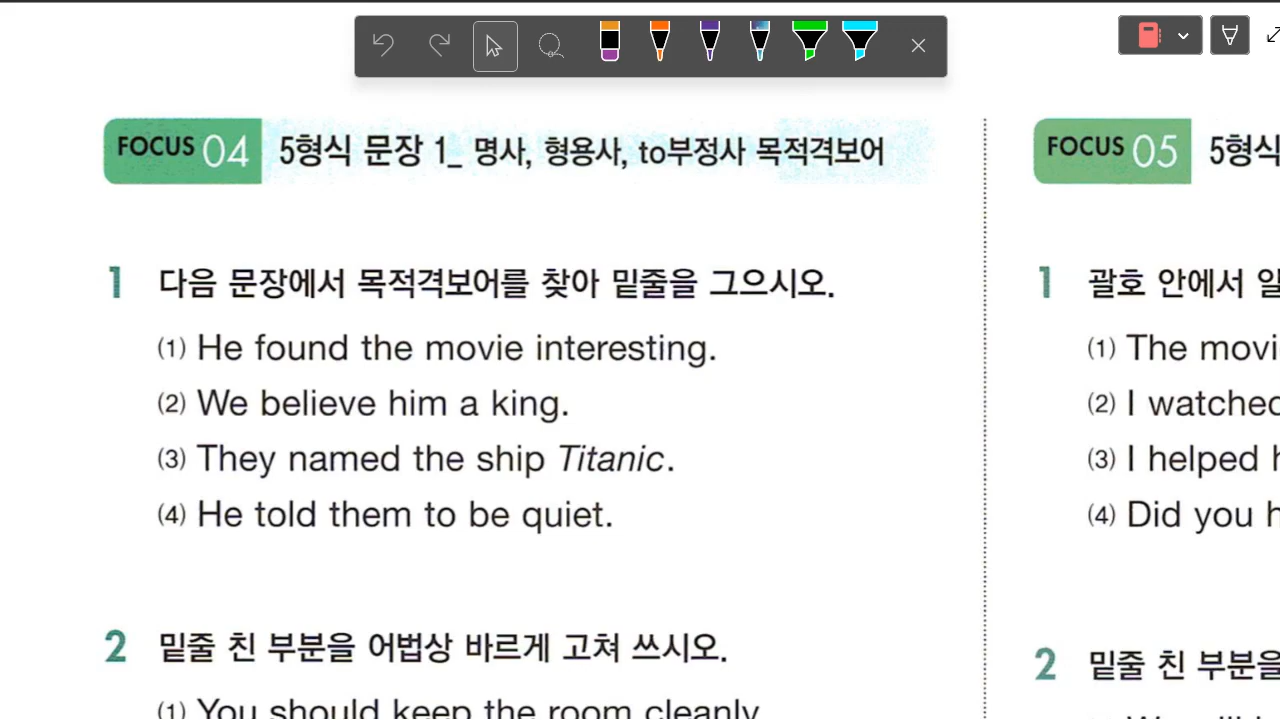 FOCUS 04 5형식 문장 1_ 명사, 형용사, to부정사 목적격보어
1 다음 문장에서 목적격보어를 찾아 밑줄을 그으시오.
(1) He found the movie interesting.
(2) We believe him a king.
(3) They named the ship Titanic.
(4) He told them to be quiet.
2 밑줄 친 부분을 어법상 바르게 고쳐 쓰시오.
(1) You should keep the room cleanly
FOCUS 05 5형식
1 괄호 안에서
(1) The movi
(2) I watched
(3) I helped
(4) Did you
2 밑줄 친 부분을